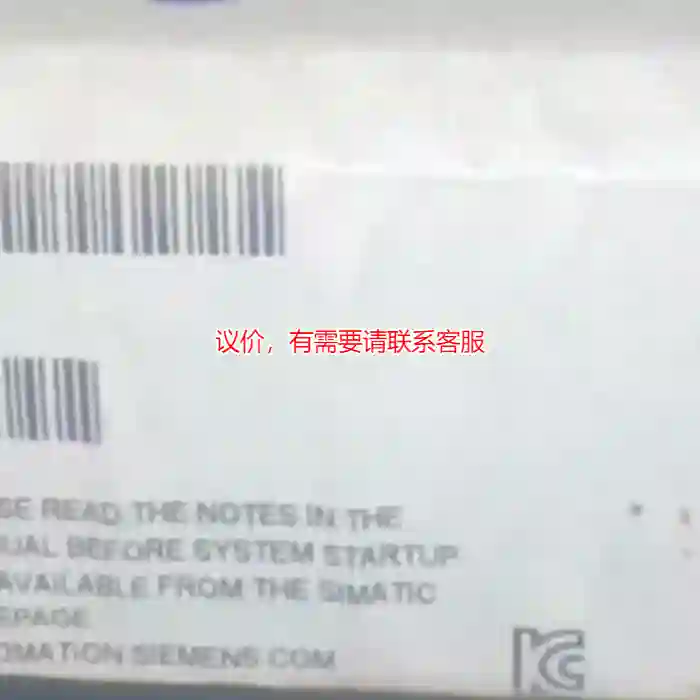 议价，有需要请联系客服
SE READ THE NOTES IN THE
UAL BEFORE SYSTEM STARTUP
AVAILABLE FROM THE SIMATIC
EPAGE
OMATION.SIEMENS.COM